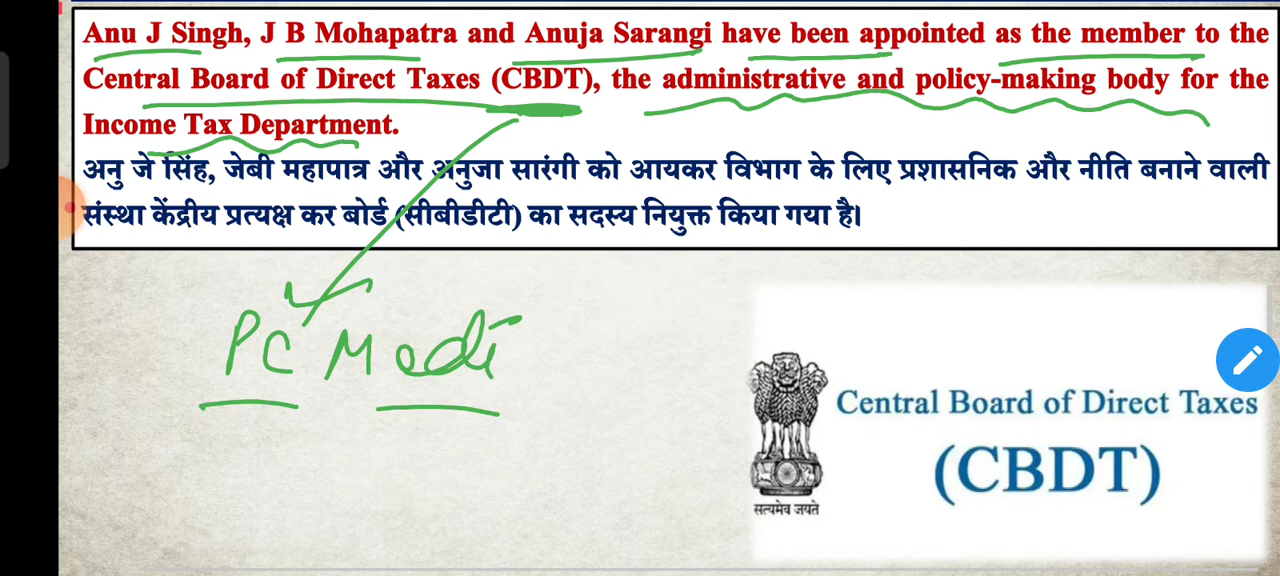 Anu J Singh, J B Mohapatra and Anuja Sarangi have been appointed as the member to the
Central Board of Direct Taxes (CBDT), the administrative and policy-making body for the
Income Tax Department.
अनु जे सिंह, जेबी महापात्र और अनुजा सारंगी को आयकर विभाग के लिए प्रशासनिक और नीति बनाने वाली
संस्था केंद्रीय प्रत्यक्ष कर बोर्ड (सीबीडीटी) का सदस्य नियुक्त किया गया है।
PC Modi
Central Board of Direct Taxes
(CBDT)
सत्यमेव जयते